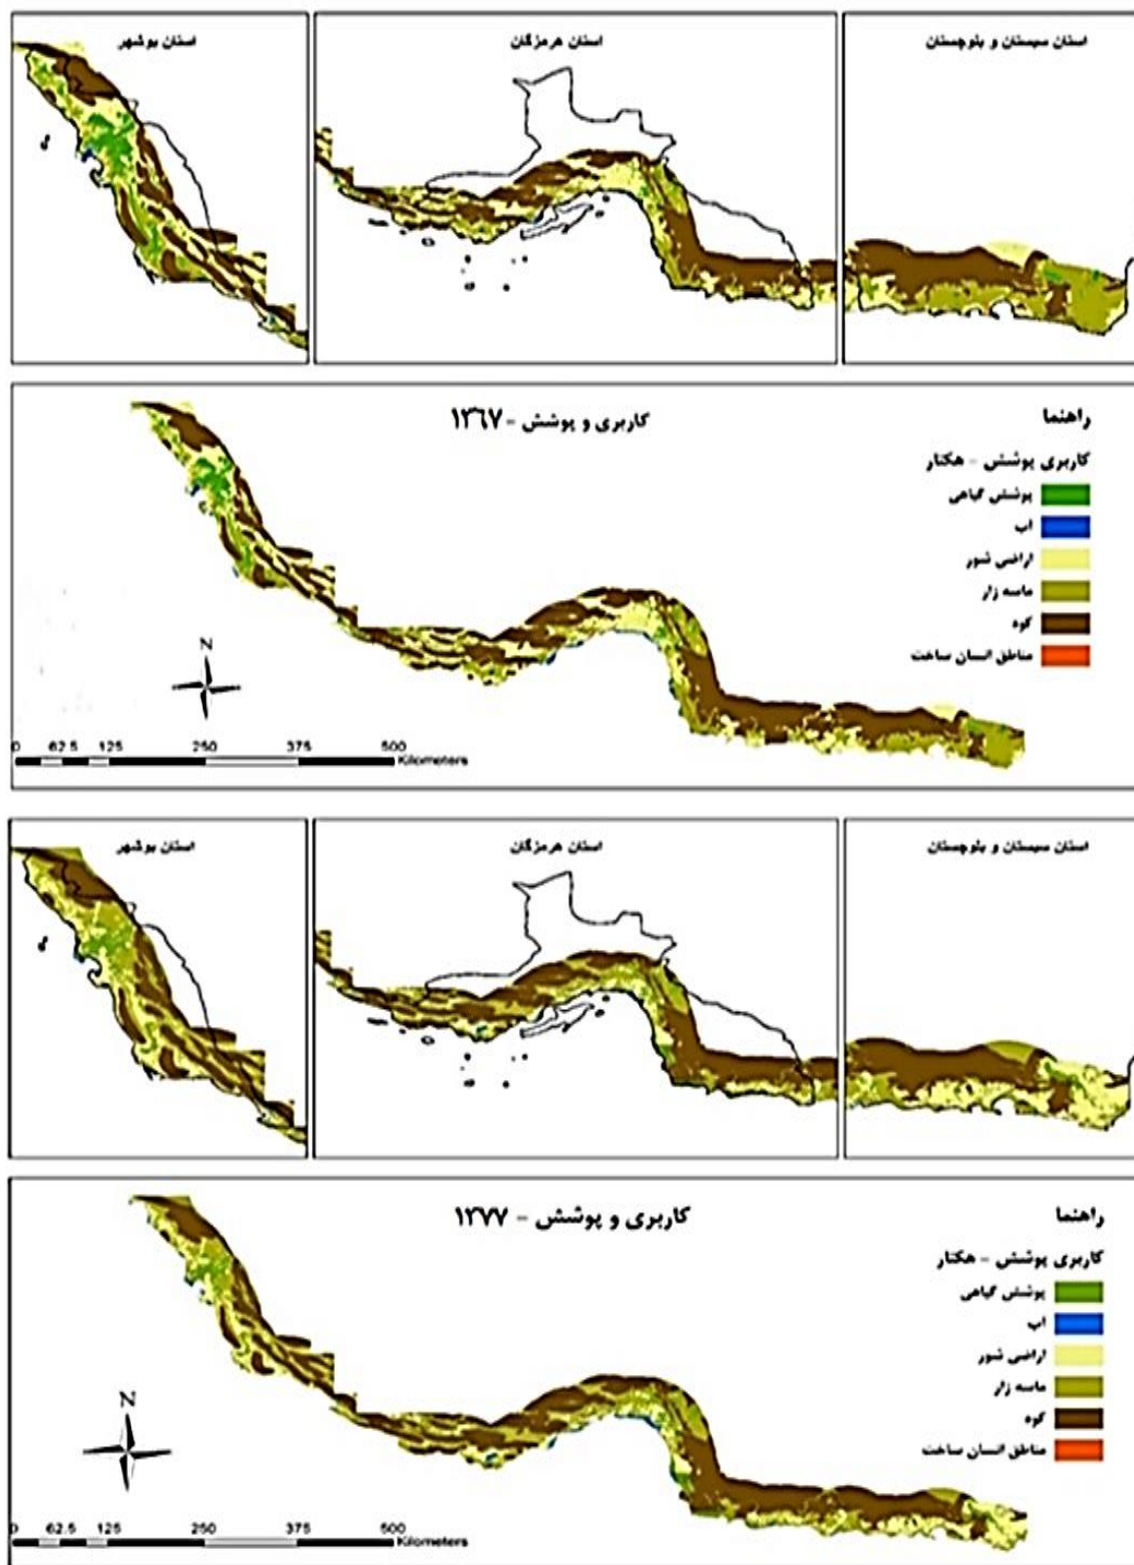 استان بوشهر
استان هرمزگان
استان سیستان و بلوچستان
کاربری و پوشش - ۱۳۶۷
راهنما
کاربری پوشش - هکتار
پوشش گیاهی
آب
اراضی شور
ماسه زار
کوه
مناطق انسان ساخت
N
0 62.5 125 250 375 500
Kilometers
استان بوشهر
استان هرمزگان
استان سیستان و بلوچستان
کاربری و پوشش - ۱۳۷۷
راهنما
کاربری پوشش - هکتار
پوشش گیاهی
آب
اراضی شور
ماسه زار
کوه
مناطق انسان ساخت
N
0 62.5 125 250 375 500
Kilometers